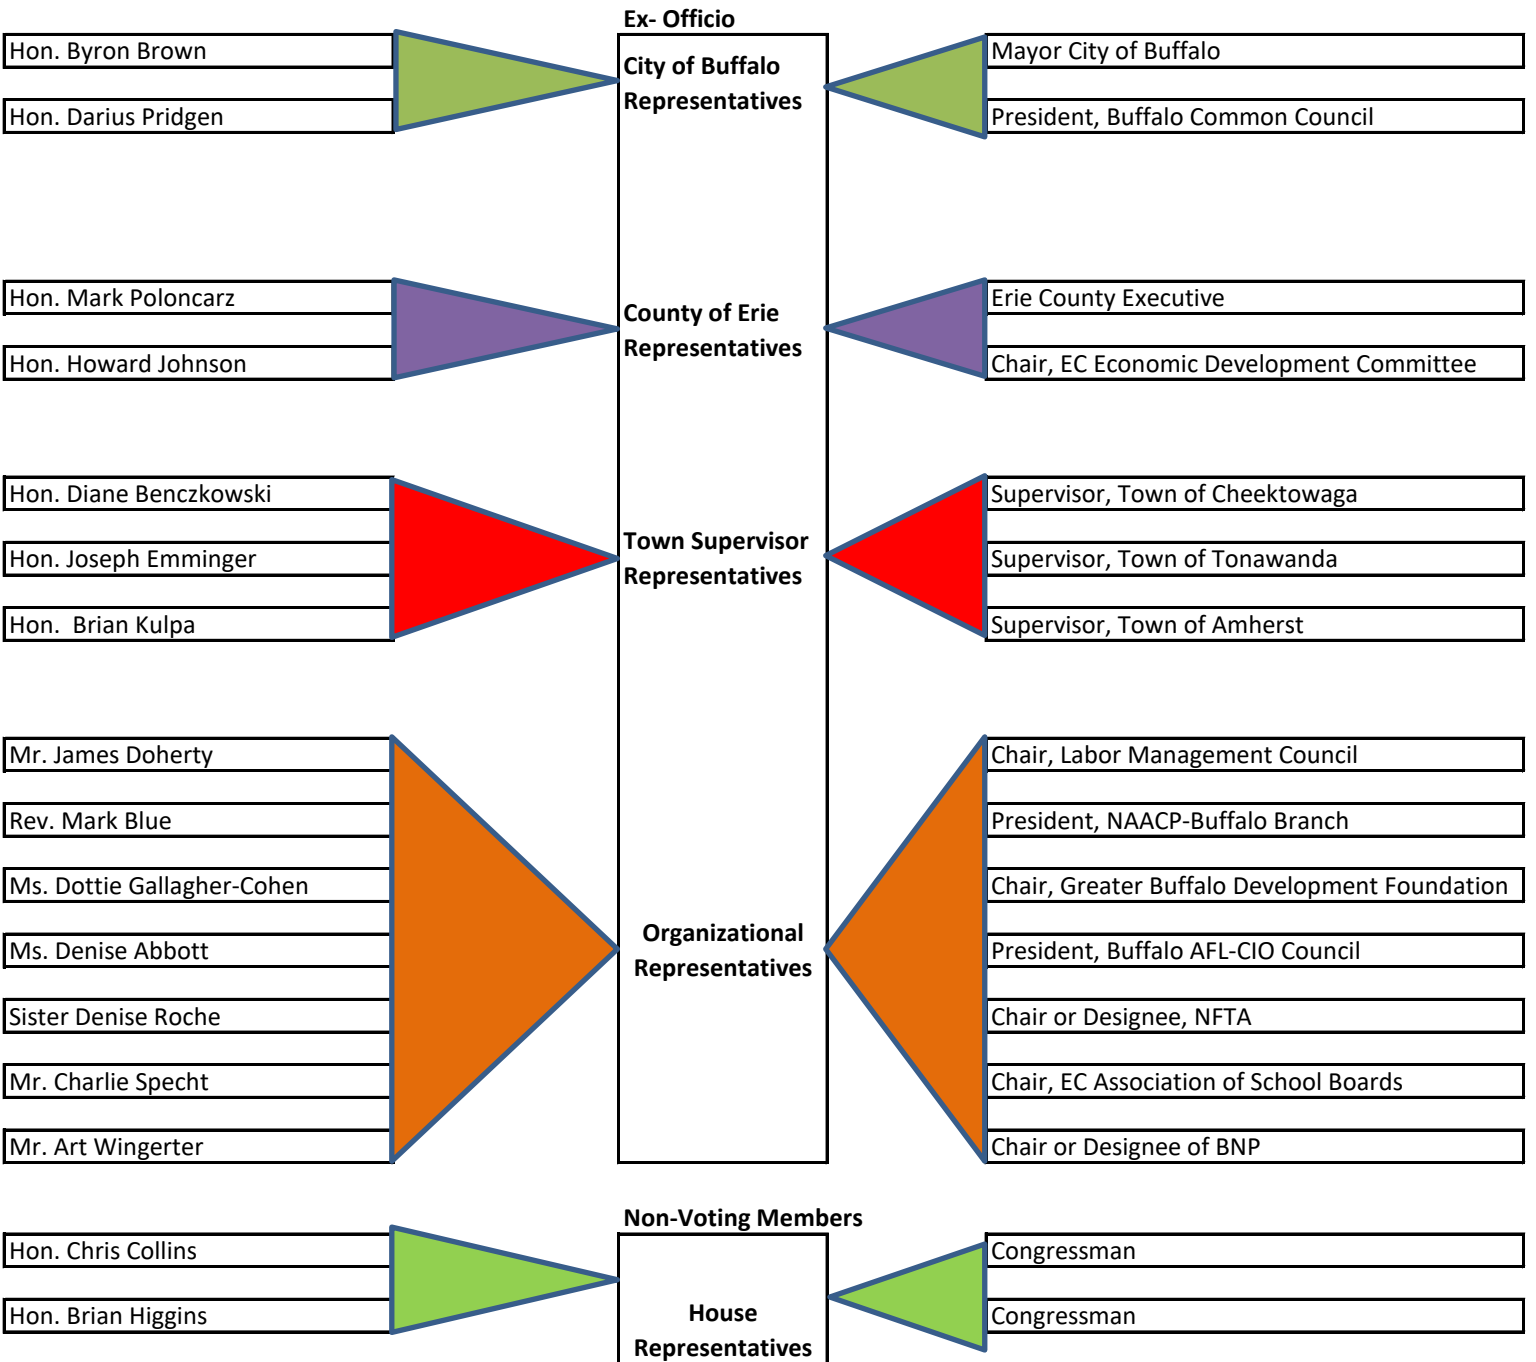 Ex- Officio
Hon. Byron Brown
City of Buffalo
Representatives
Mayor City of Buffalo
Hon. Darius Pridgen
President, Buffalo Common Council
Hon. Mark Poloncarz
County of Erie
Representatives
Erie County Executive
Hon. Howard Johnson
Chair, EC Economic Development Committee
Hon. Diane Benczkowski
Supervisor, Town of Cheektowaga
Hon. Joseph Emminger
Town Supervisor
Representatives
Supervisor, Town of Tonawanda
Hon.  Brian Kulpa
Supervisor, Town of Amherst
Mr. James Doherty
Chair, Labor Management Council
Rev. Mark Blue
President, NAACP-Buffalo Branch
Ms. Dottie Gallagher-Cohen
Chair, Greater Buffalo Development Foundation
Ms. Denise Abbott
Organizational
Representatives
President, Buffalo AFL-CIO Council
Sister Denise Roche
Chair or Designee, NFTA
Mr. Charlie Specht
Chair, EC Association of School Boards
Mr. Art Wingerter
Chair or Designee of BNP
Non-Voting Members
Hon. Chris Collins
Congressman
Hon. Brian Higgins
House
Representatives
Congressman